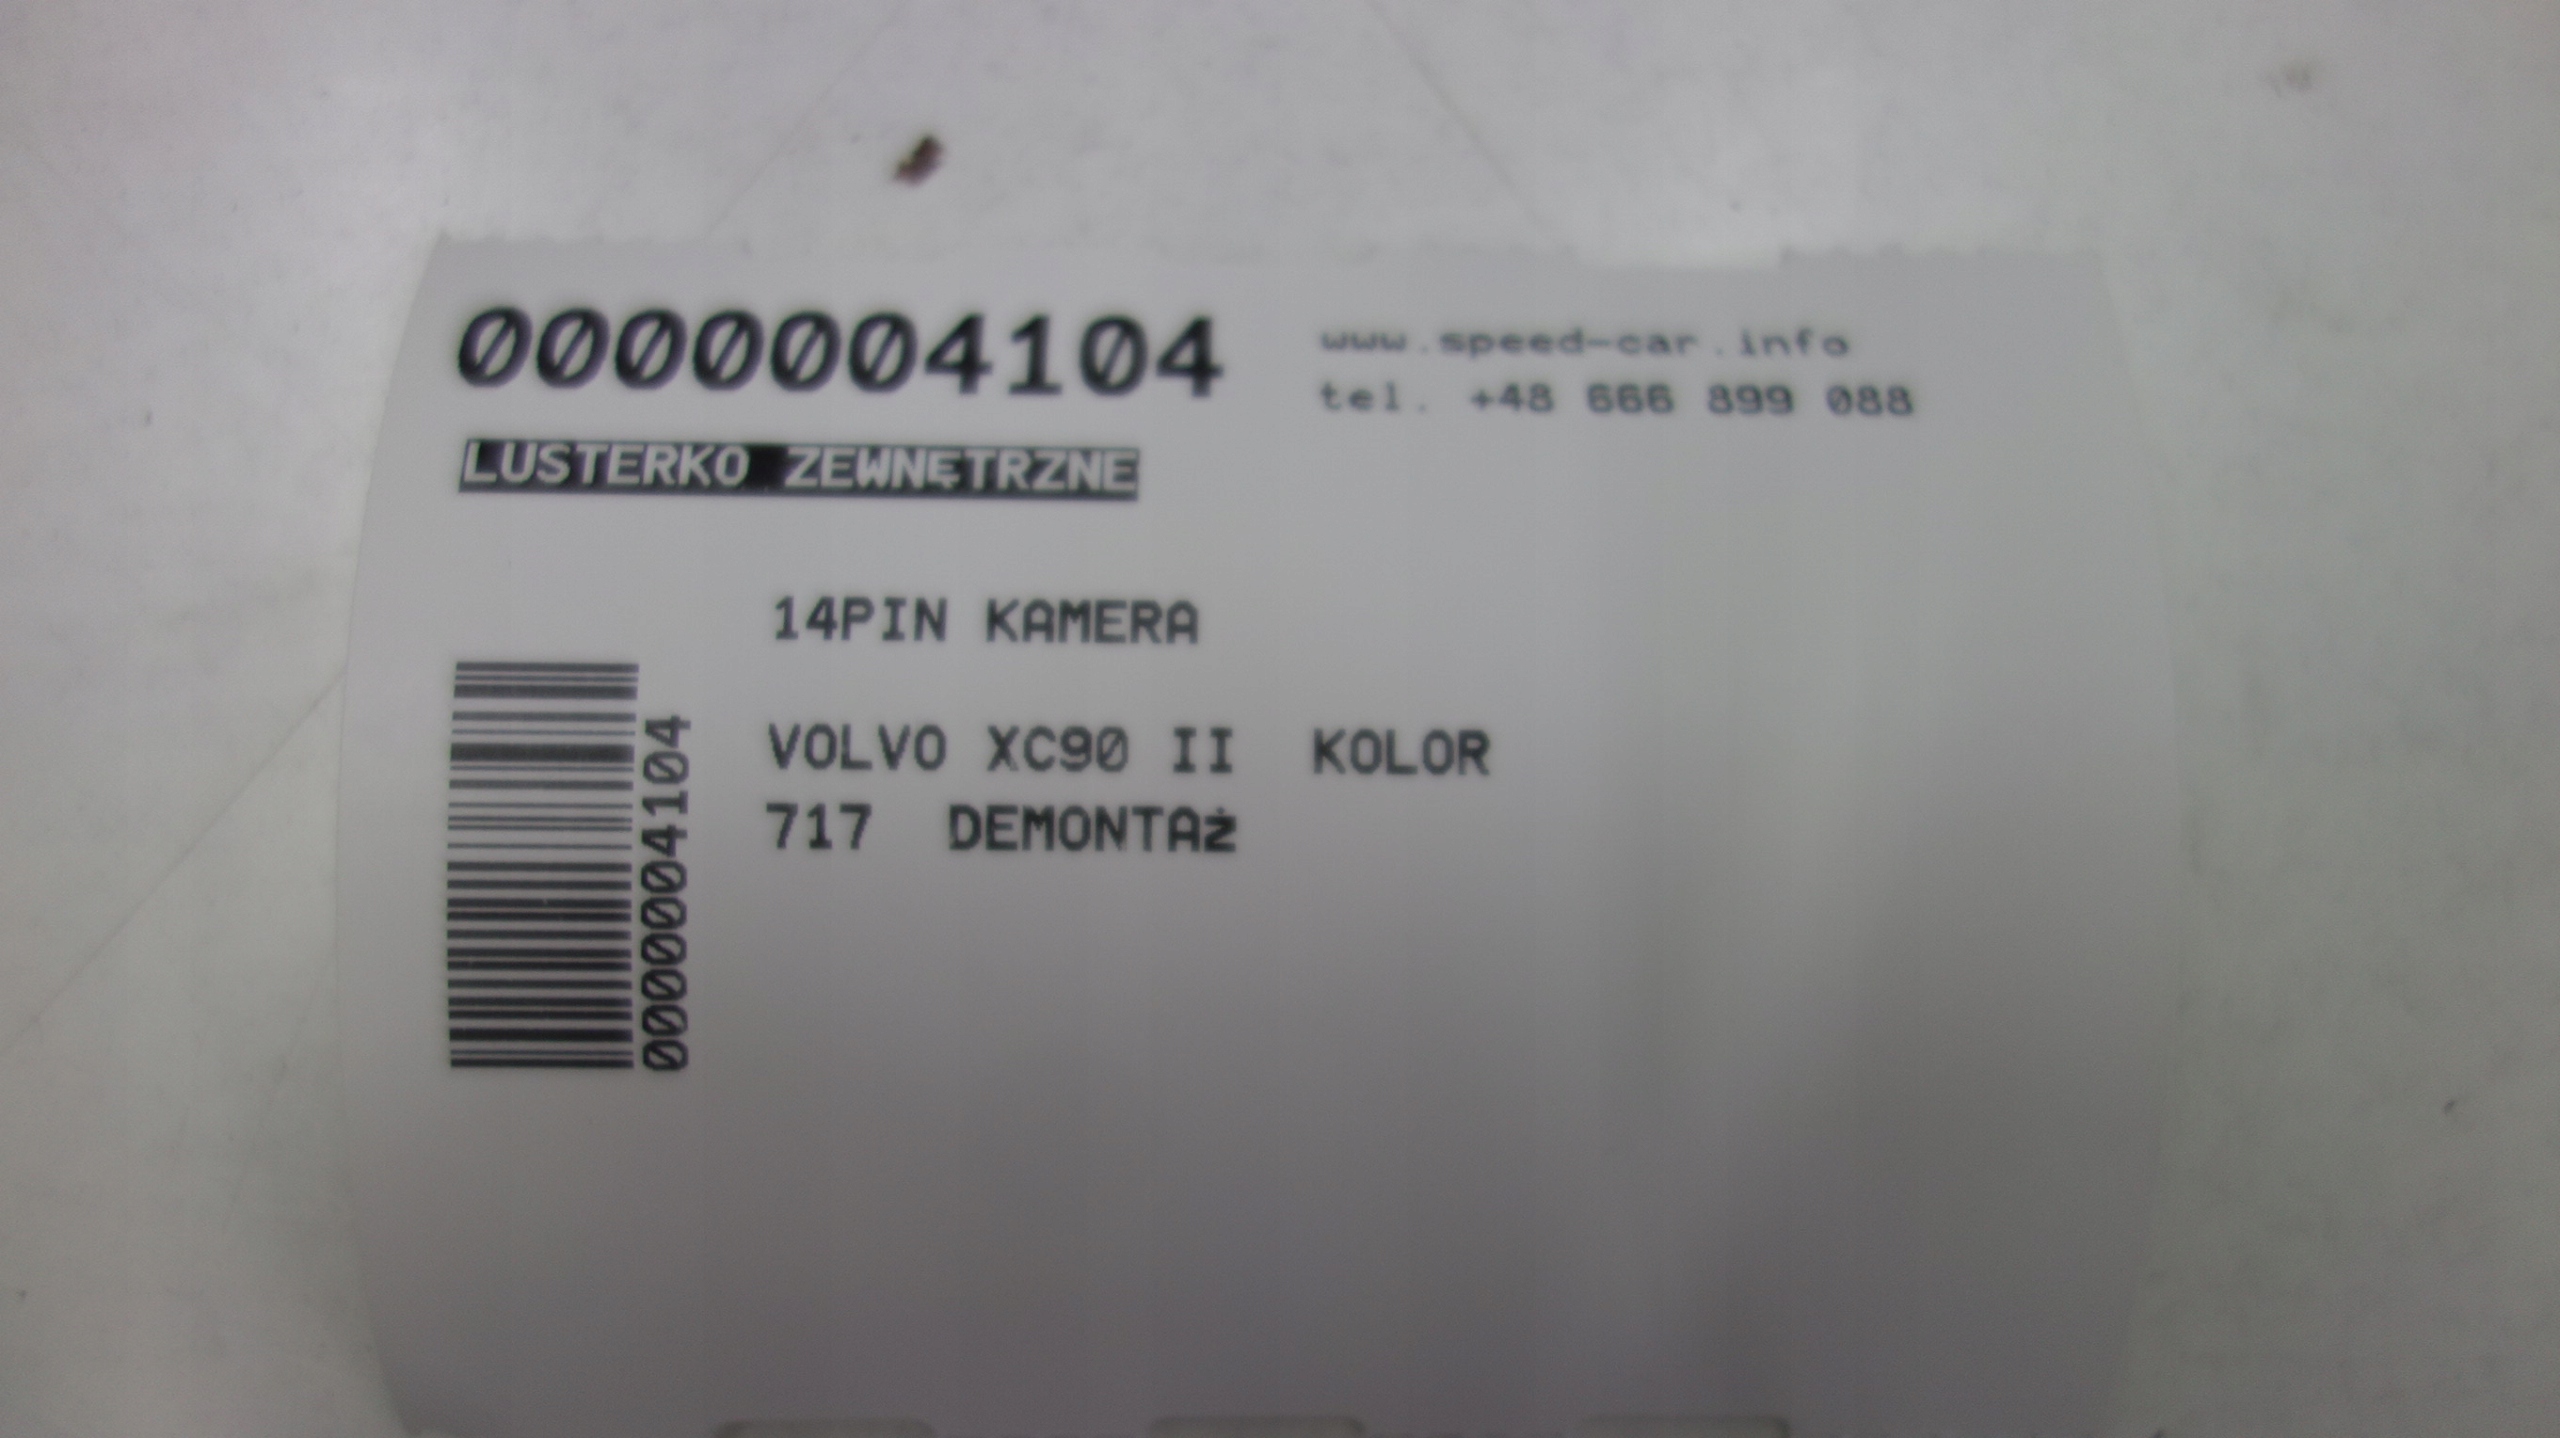 0000004104
www.speed-car.info
tel. +48 666 899 088
LUSTERKO ZEWNĘTRZNE
14PIN KAMERA
VOLVO XC90 II KOLOR
717 DEMONTAż
0000004104